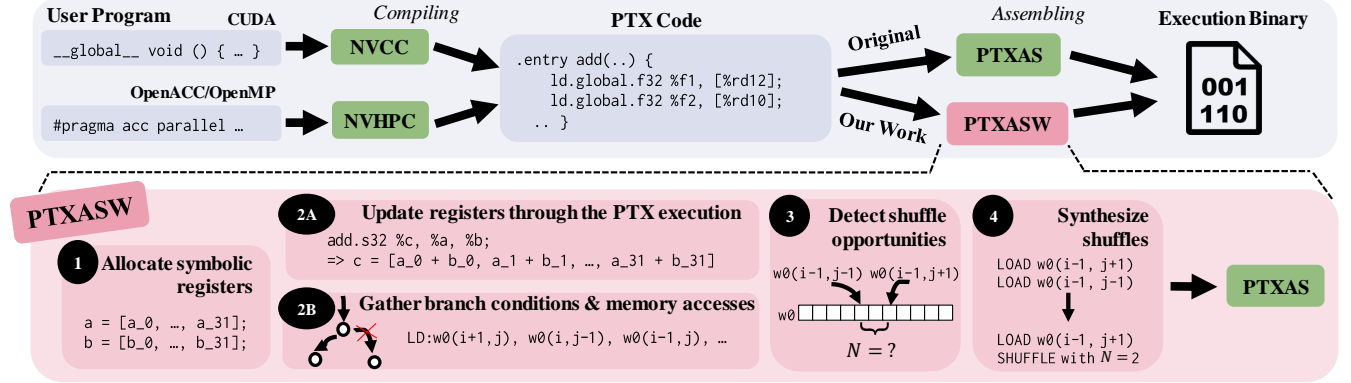 User Program
CUDA
__global__ void () { … }
OpenACC/OpenMP
#pragma acc parallel …
Compiling
NVCC
NVHPC
PTX Code
.entry add(..) {
ld.global.f32 %f1, [%rd12];
ld.global.f32 %f2, [%rd10];
.. }
Original
Our Work
Assembling
PTXAS
PTXASW
Execution Binary
001
110
PTXASW
1
Allocate symbolic
registers
a = [a_0, …, a_31];
b = [b_0, …, b_31];
2A
Update registers through the PTX execution
add.s32 %c, %a, %b;
=> c = [a_0 + b_0, a_1 + b_1, …, a_31 + b_31]
2B
Gather branch conditions & memory accesses
LD:w0(i+1,j), w0(i,j-1), w0(i-1,j), …
3
Detect shuffle
opportunities
w0(i-1,j-1) w0(i-1,j+1)
w0
N = ?
4
Synthesize
shuffles
LOAD w0(i-1, j+1)
LOAD w0(i-1, j-1)
LOAD w0(i-1, j+1)
SHUFFLE with N = 2
PTXAS